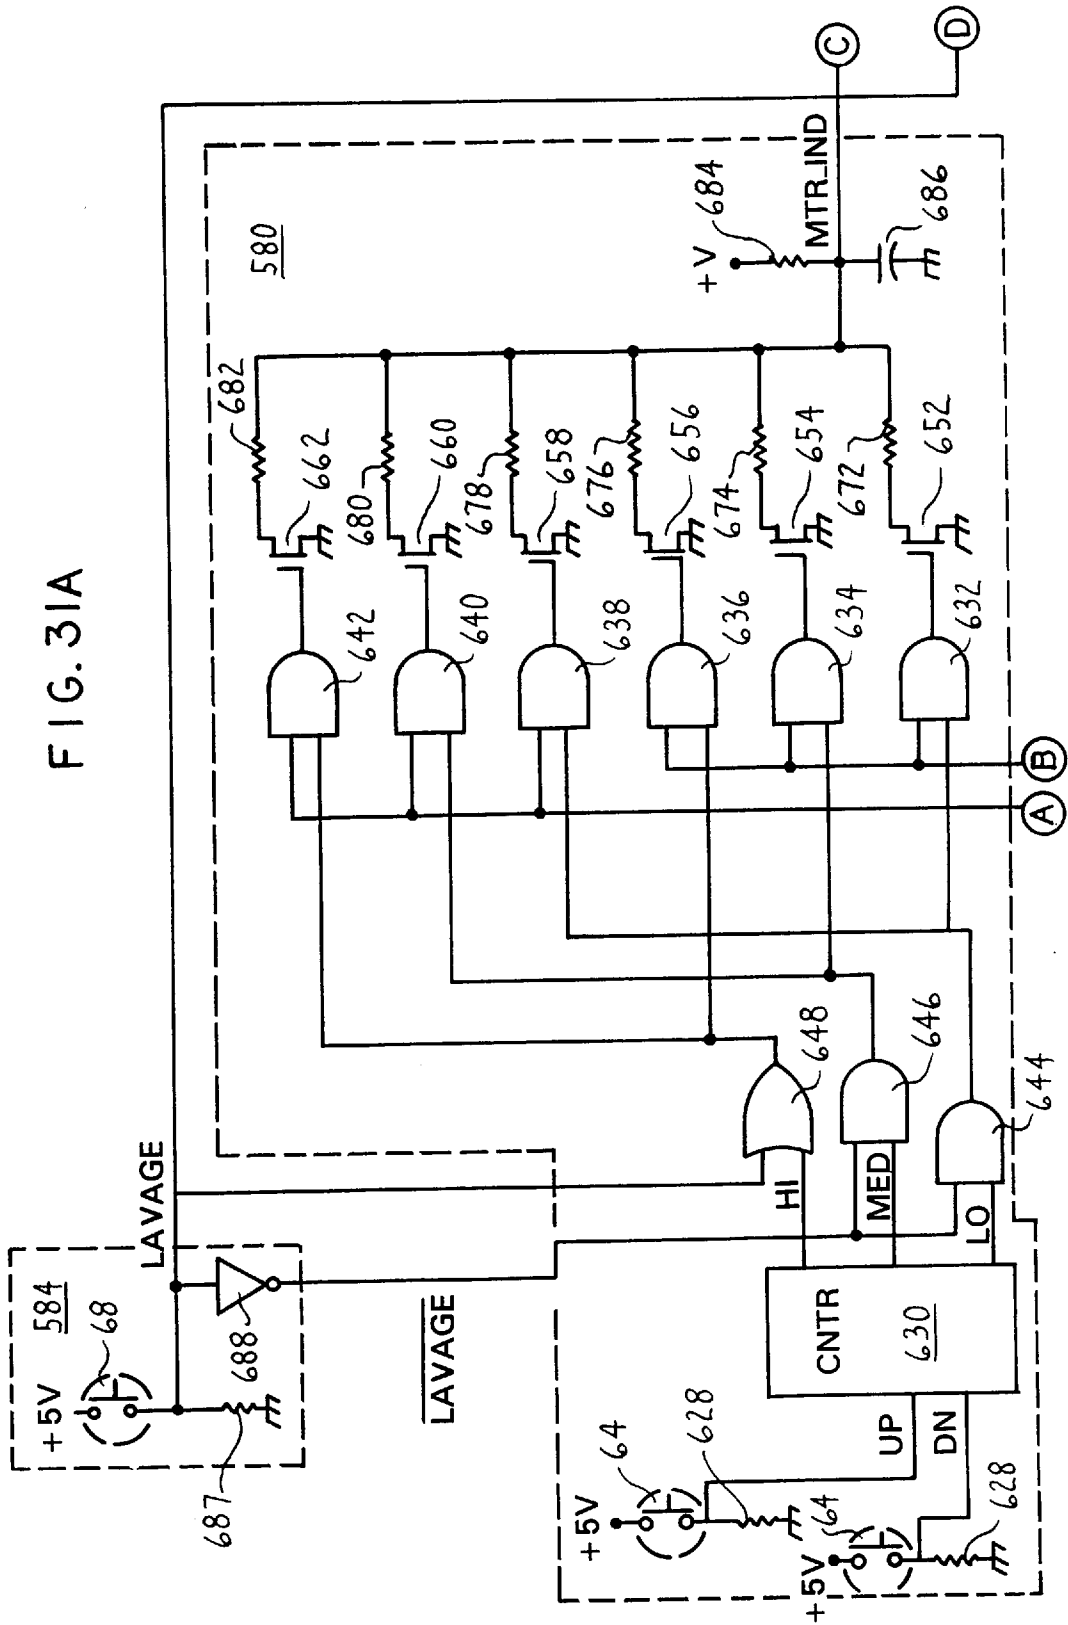 FIG. 31A
584
+5V
68
LAVAGE
688
687
LAVAGE
+5V
64
628
+5V
64
628
UP
DN
CNTR
630
HI
MED
LO
648
646
644
580
642
640
638
636
634
632
662
660
658
656
654
652
682
680
678
676
674
672
+V
684
MTR_IND
686
A
B
C
D